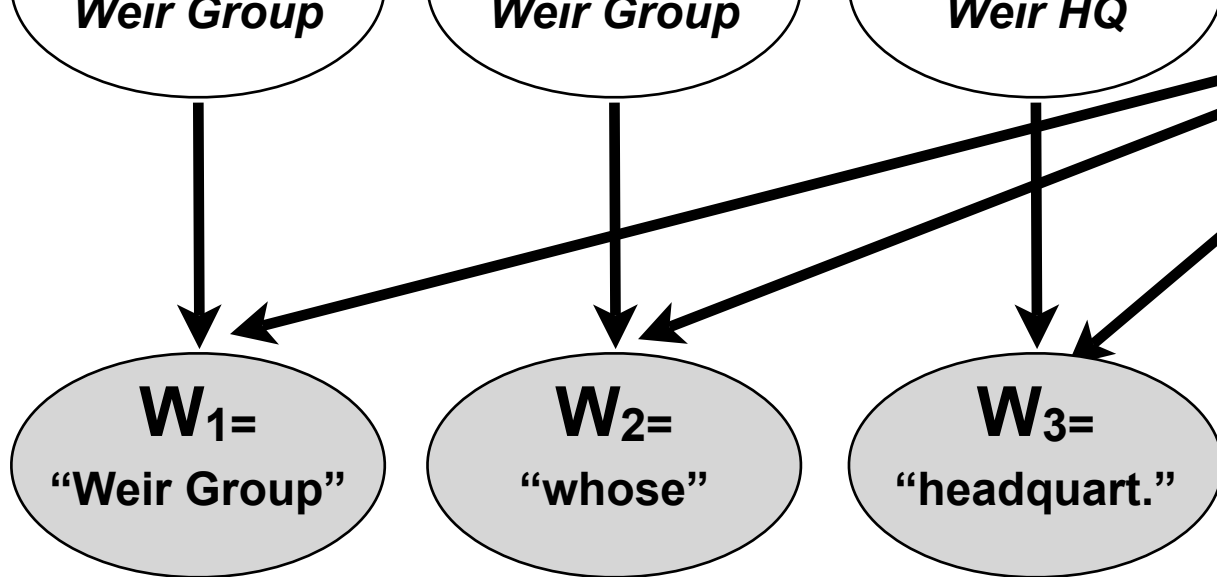 Weir Group Weir Group Weir HQ
W1= W2= W3=
“Weir Group” “whose” “headquart.”